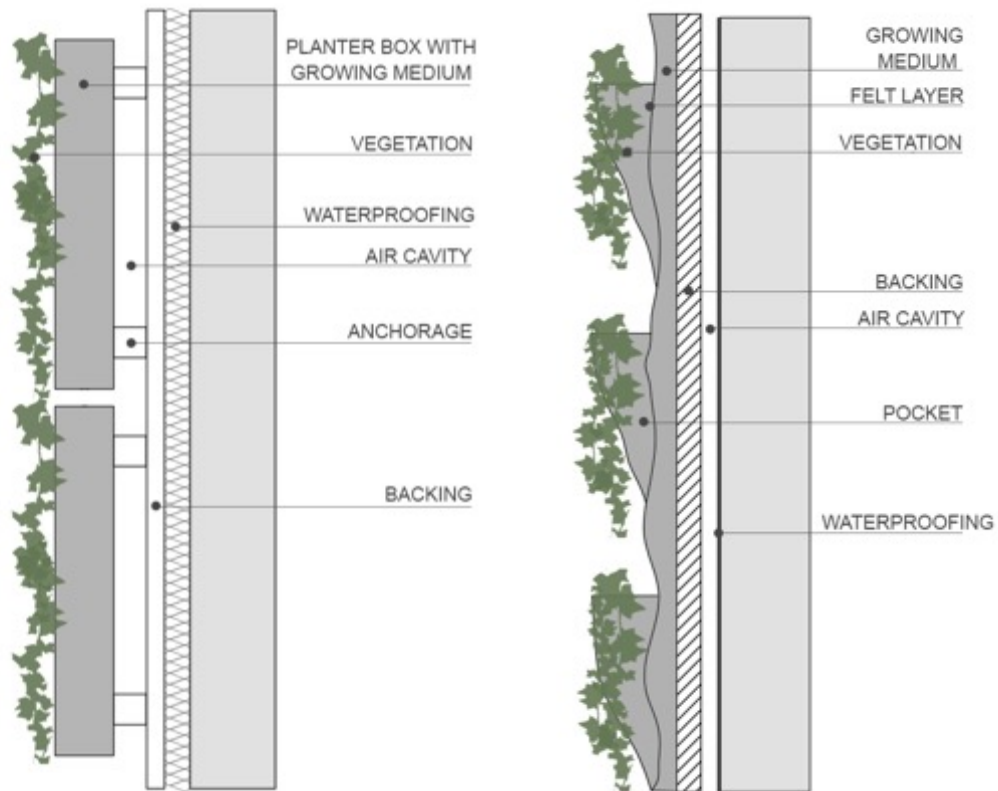 PLANTER BOX WITH
GROWING MEDIUM
VEGETATION
WATERPROOFING
AIR CAVITY
ANCHORAGE
BACKING
GROWING
MEDIUM
FELT LAYER
VEGETATION
BACKING
AIR CAVITY
POCKET
WATERPROOFING